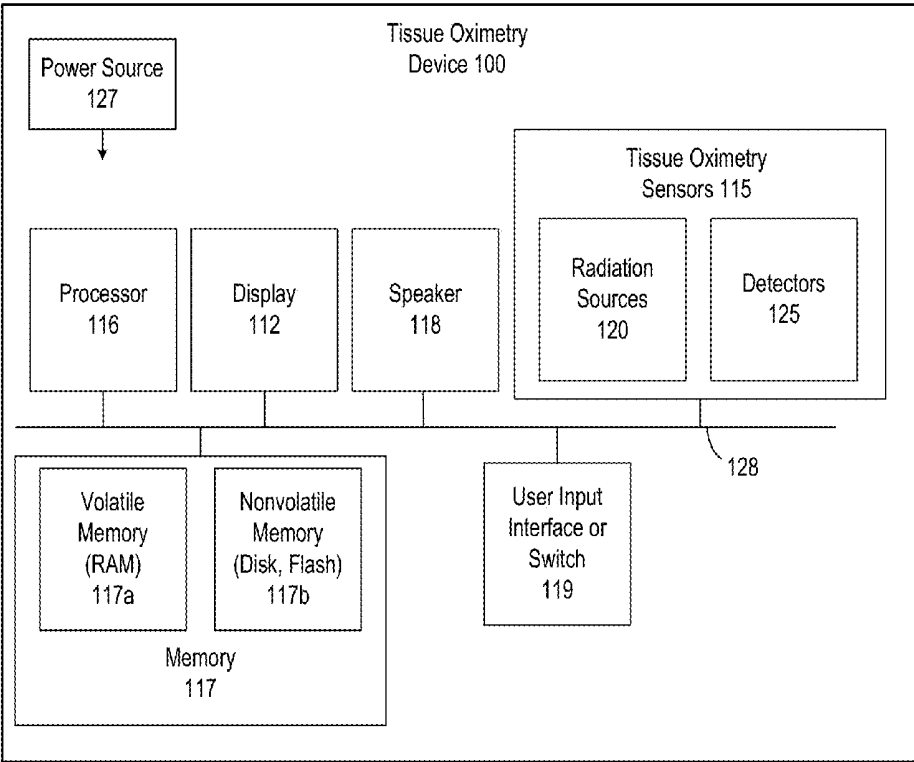 Tissue Oximetry
Device 100
Power Source
127
Tissue Oximetry
Sensors 115
Radiation
Sources
120
Detectors
125
Processor
116
Display
112
Speaker
118
128
Volatile
Memory
(RAM)
117a
Nonvolatile
Memory
(Disk, Flash)
117b
Memory
117
User Input
Interface or
Switch
119